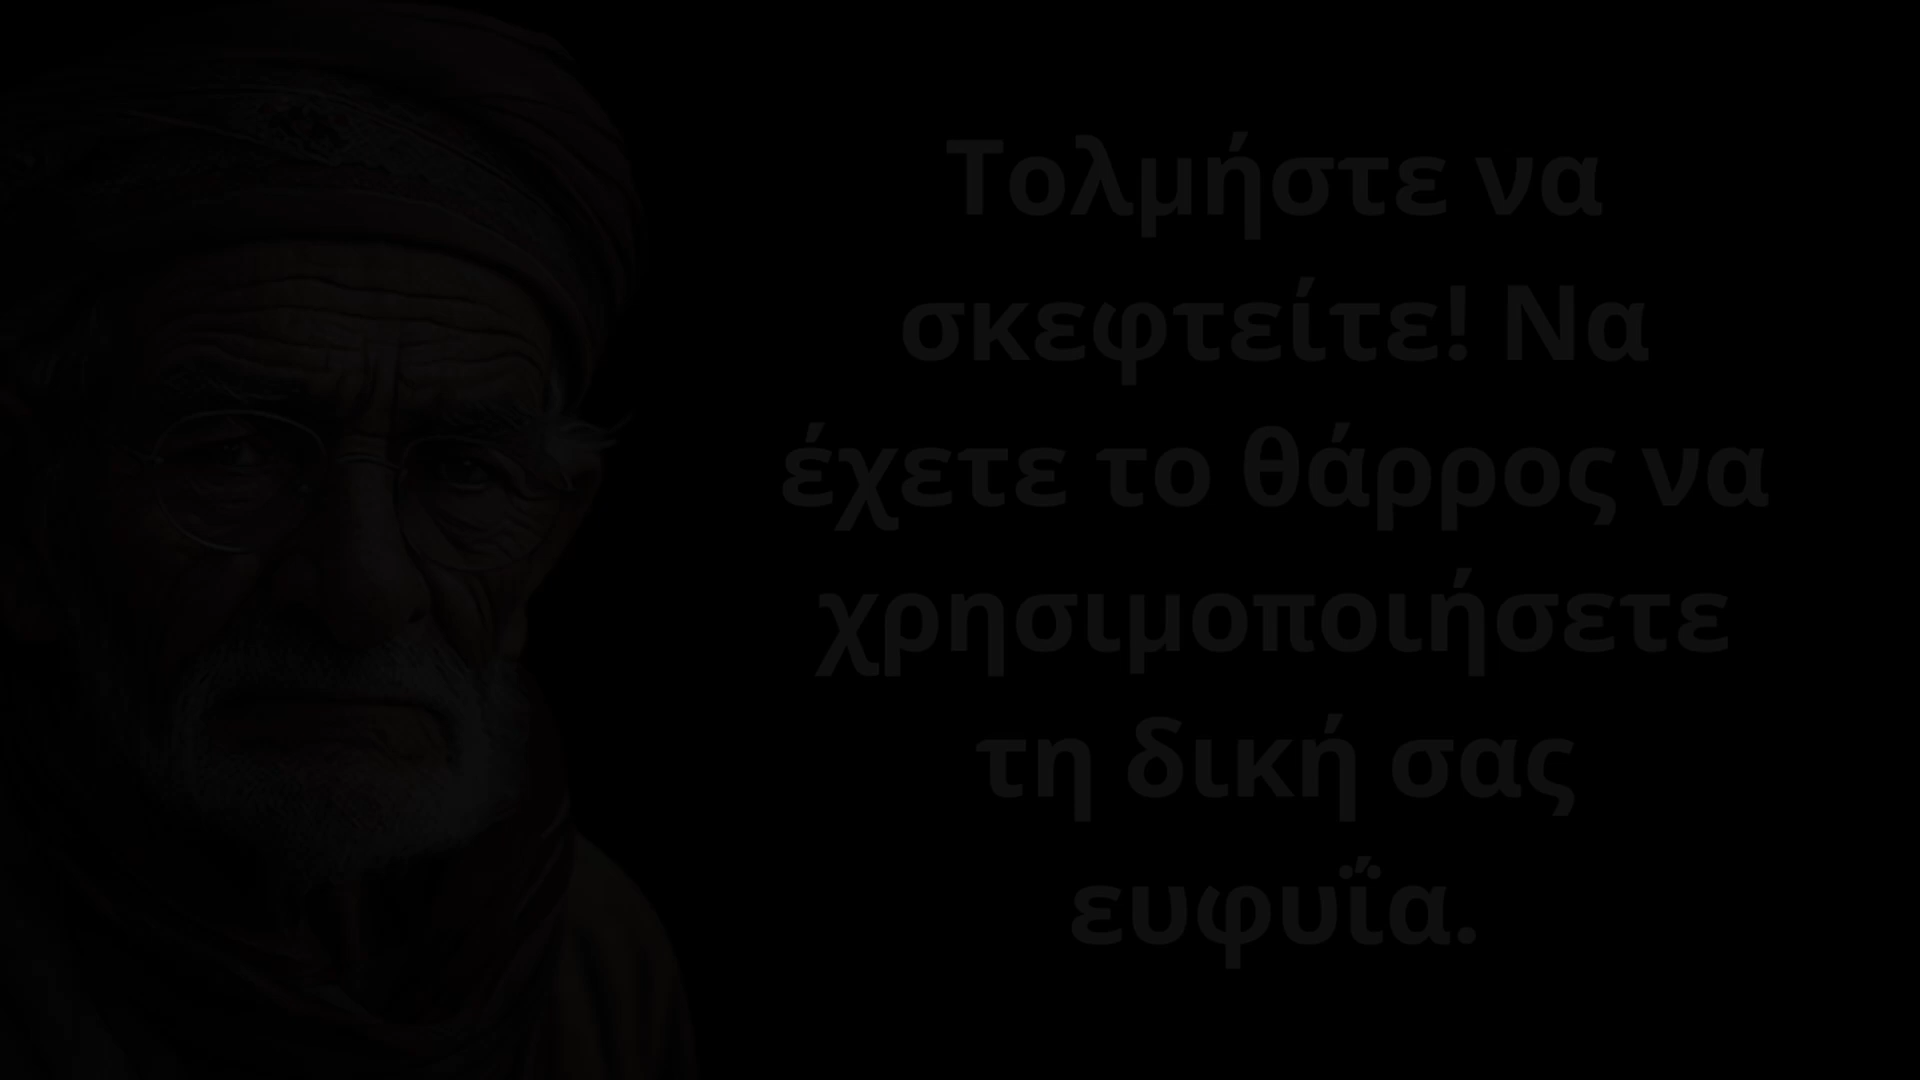 Τολμήστε να
σκεφτείτε! Να
έχετε το θάρρος να
χρησιμοποιήσετε
τη δική σας
ευφυΐα.